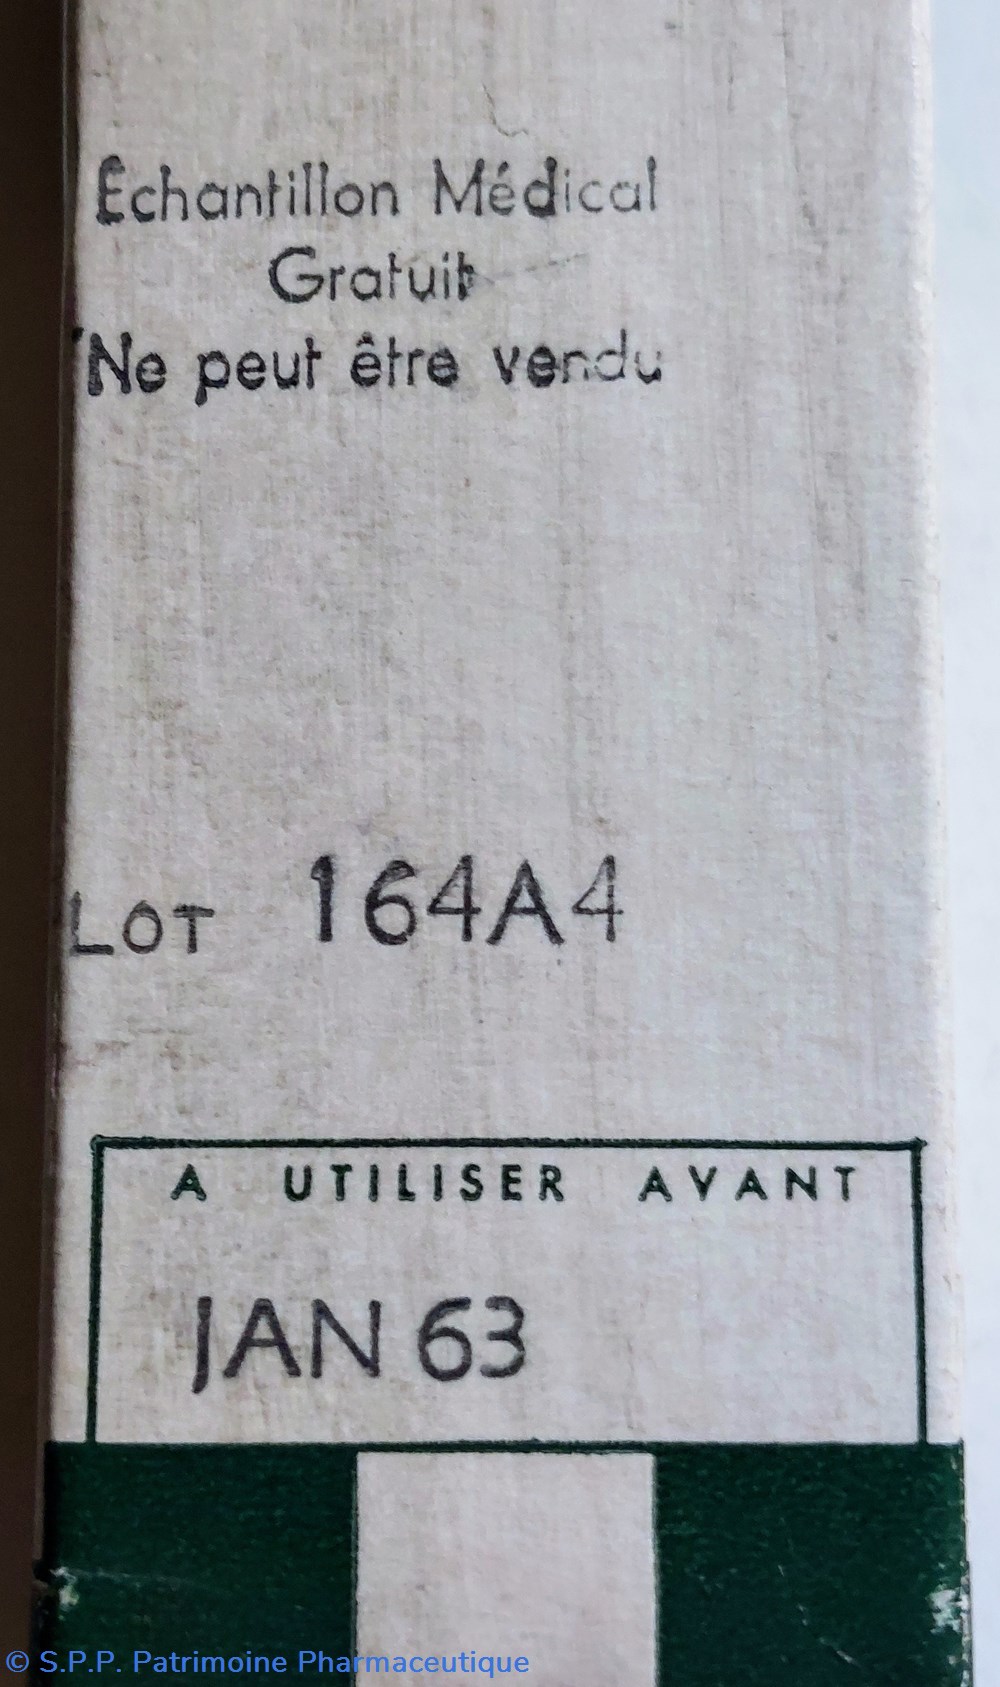 Échantillon Médical
Gratuit
Ne peut être vendu
LOT 164A4
A UTILISER AVANT
JAN 63
© S.P.P. Patrimoine Pharmaceutique